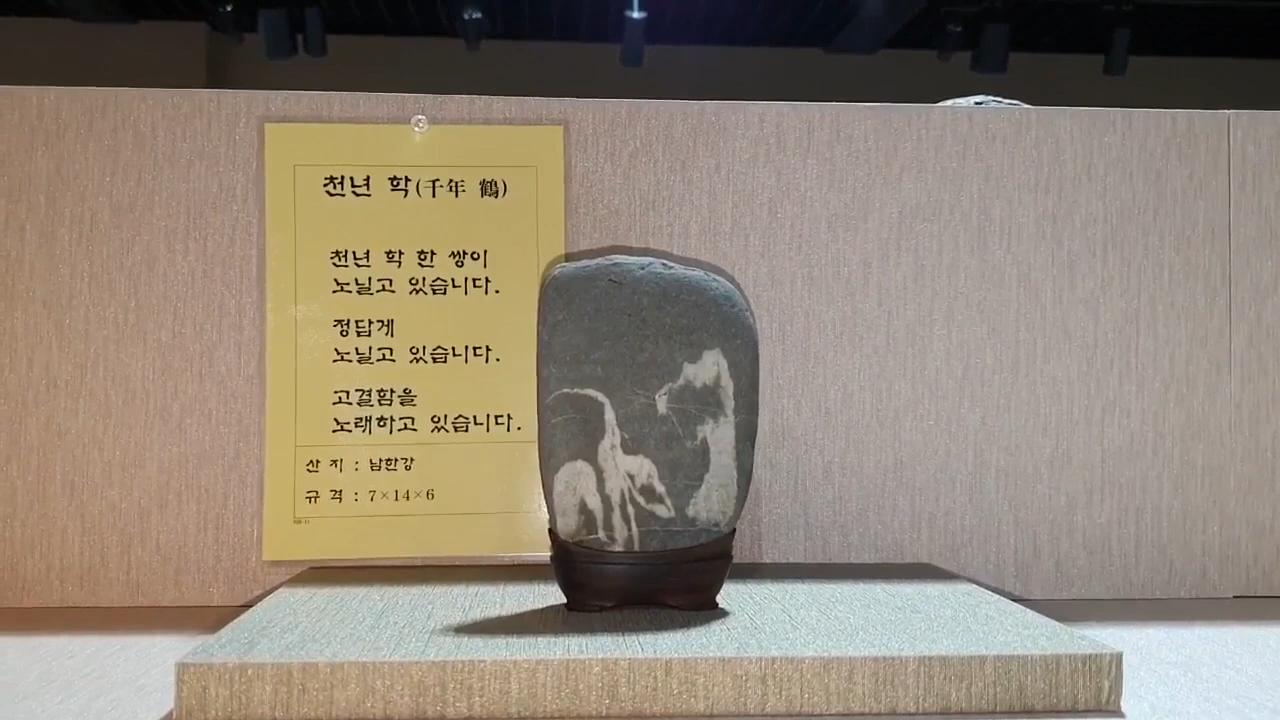 천년 학(千年 鶴)
천년 학 한 쌍이
노닐고 있습니다.
정답게
노닐고 있습니다.
고결함을
노래하고 있습니다.
산 지 : 남한강
규 격 : 7×14×6